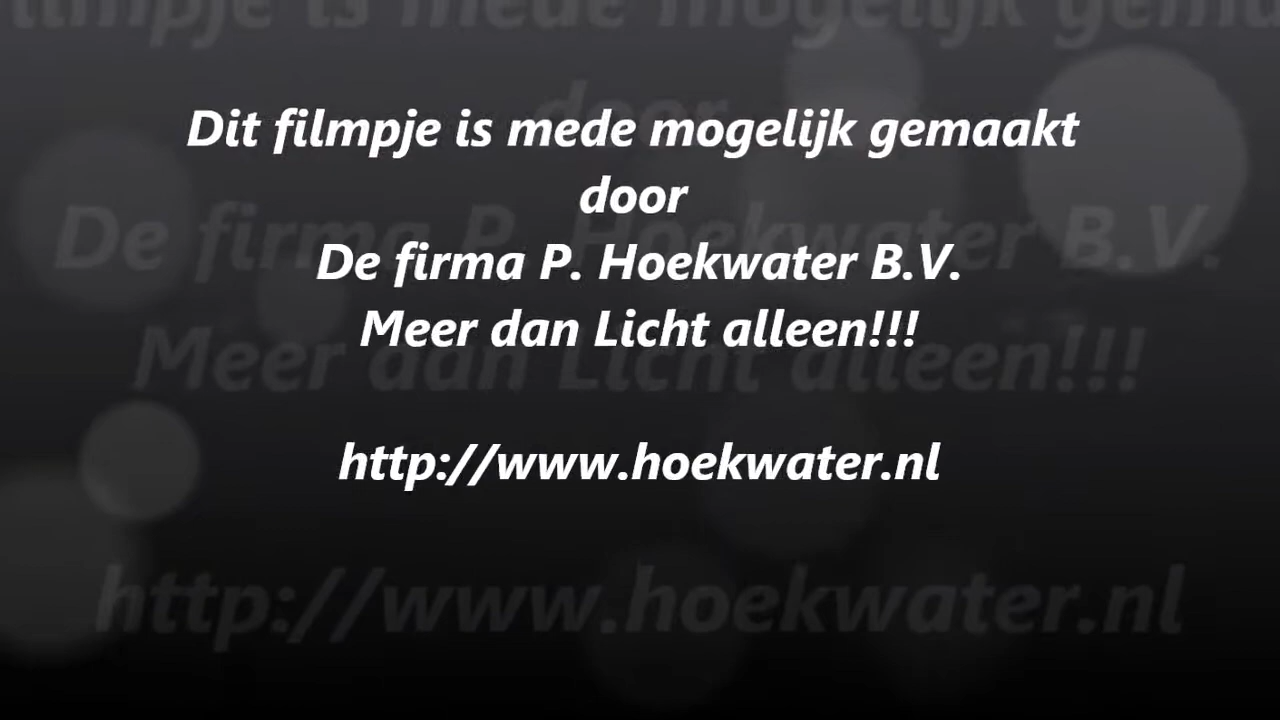 Dit filmpje is mede mogelijk gemaakt
door
De firma P. Hoekwater B.V.
Meer dan Licht alleen!!!
http://www.hoekwater.nl